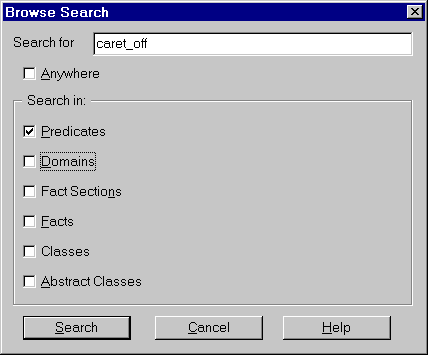 Browse Search
Search for caret_off
Anywhere
Search in:
Predicates
Domains
Fact Sections
Facts
Classes
Abstract Classes
Search Cancel Help